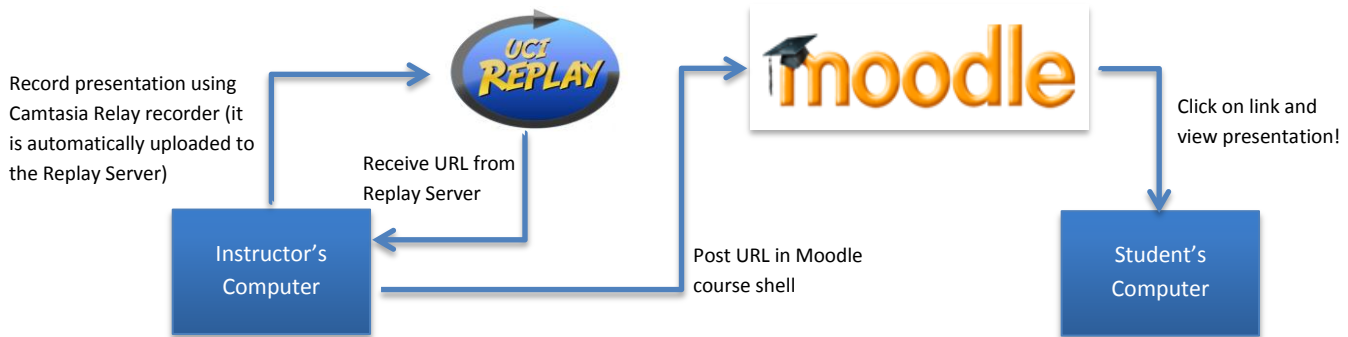 Record presentation using
Camtasia Relay recorder (it
is automatically uploaded to
the Replay Server)
UCI
REPLAY
Receive URL from
Replay Server
Instructor’s
Computer
Post URL in Moodle
course shell
moodle
Click on link and
view presentation!
Student’s
Computer